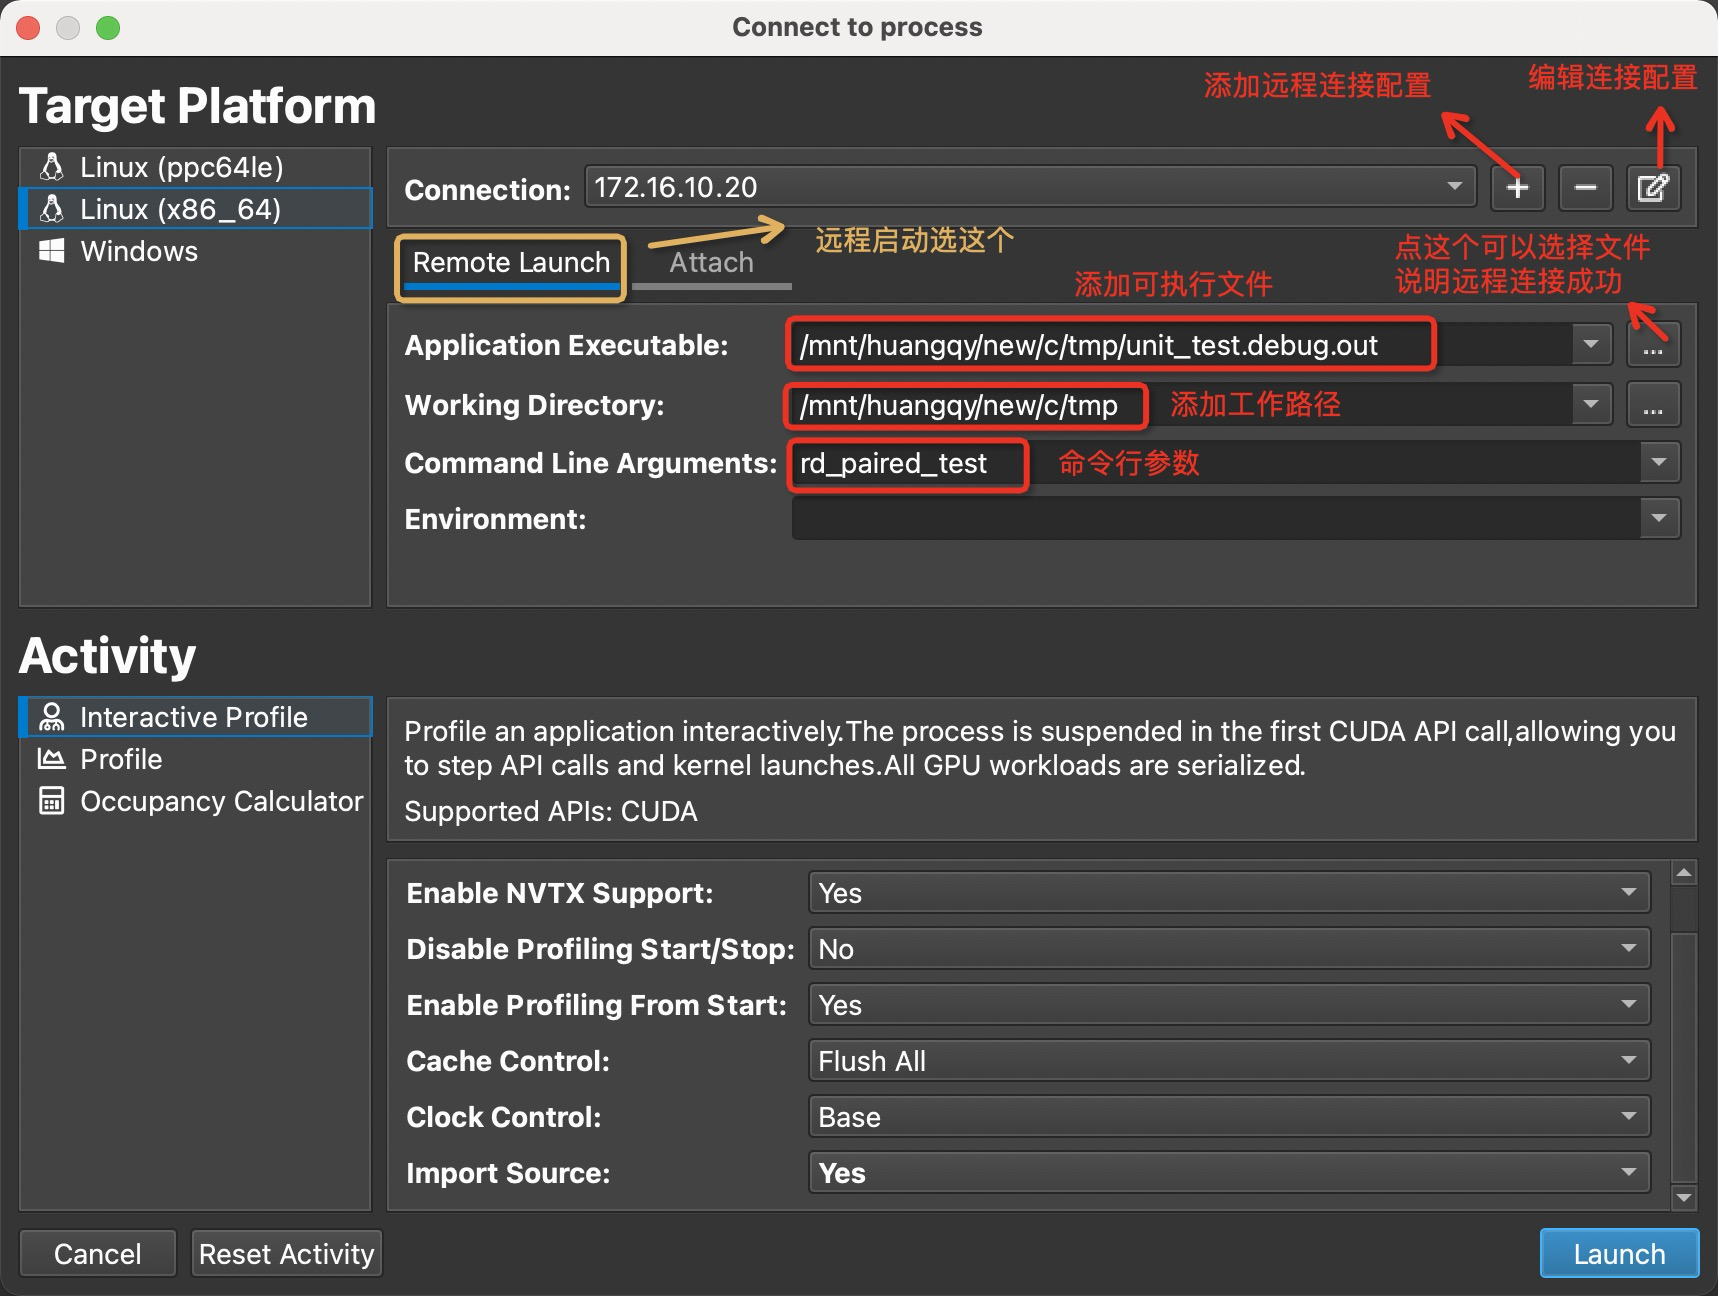 Connect to process
添加远程连接配置
编辑连接配置
Target Platform
Linux (ppc64le)
Linux (x86_64)
Windows
Connection:
172.16.10.20
远程启动选这个
Remote Launch
Attach
添加可执行文件
点这个可以选择文件
说明远程连接成功
Application Executable:
/mnt/huangqy/new/c/tmp/unit_test.debug.out
...
Working Directory:
/mnt/huangqy/new/c/tmp
添加工作路径
...
Command Line Arguments:
rd_paired_test
命令行参数
Environment:
Activity
Interactive Profile
Profile
Occupancy Calculator
Profile an application interactively.The process is suspended in the first CUDA API call,allowing you
to step API calls and kernel launches.All GPU workloads are serialized.
Supported APIs: CUDA
Enable NVTX Support:
Yes
Disable Profiling Start/Stop:
No
Enable Profiling From Start:
Yes
Cache Control:
Flush All
Clock Control:
Base
Import Source:
Yes
Cancel
Reset Activity
Launch